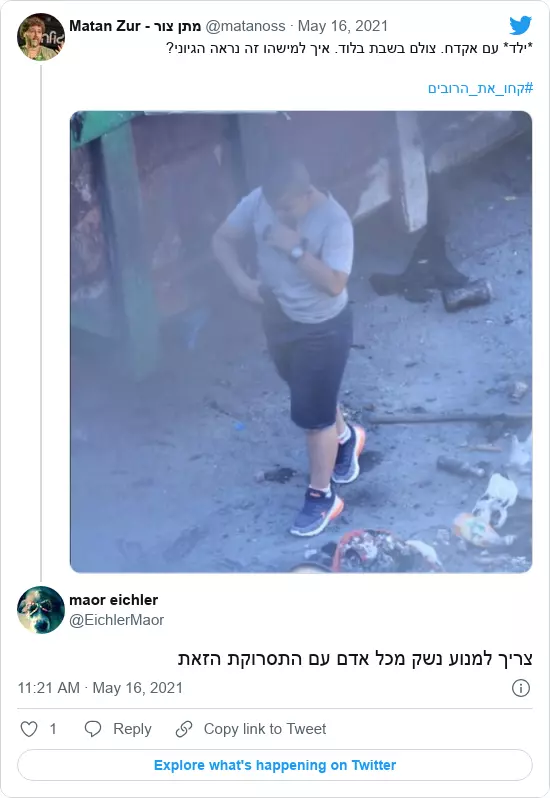 Matan Zur - מתן צור @matanoss · May 16, 2021
*ילד* עם אקדח. צולם בשבת בלוד. איך למישהו זה נראה הגיוני?
#קחו_את_הרובים
maor eichler
@EichlerMaor
צריך למנוע נשק מכל אדם עם התסרוקת הזאת
11:21 AM · May 16, 2021
1 Reply Copy link to Tweet
Explore what's happening on Twitter